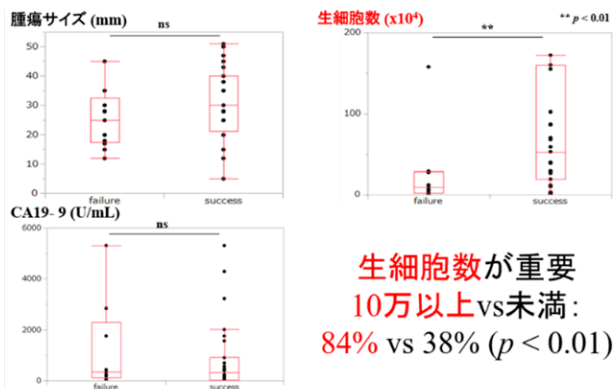 腫瘍サイズ (mm)
ns
50
40
30
20
10
0
failure
success
生細胞数 (x10⁴)
** p < 0.01
**
200
100
0
failure
success
CA19- 9 (U/mL)
ns
6000
4000
2000
0
failure
success
生細胞数が重要
10万以上vs未満：
84% vs 38% (p < 0.01)